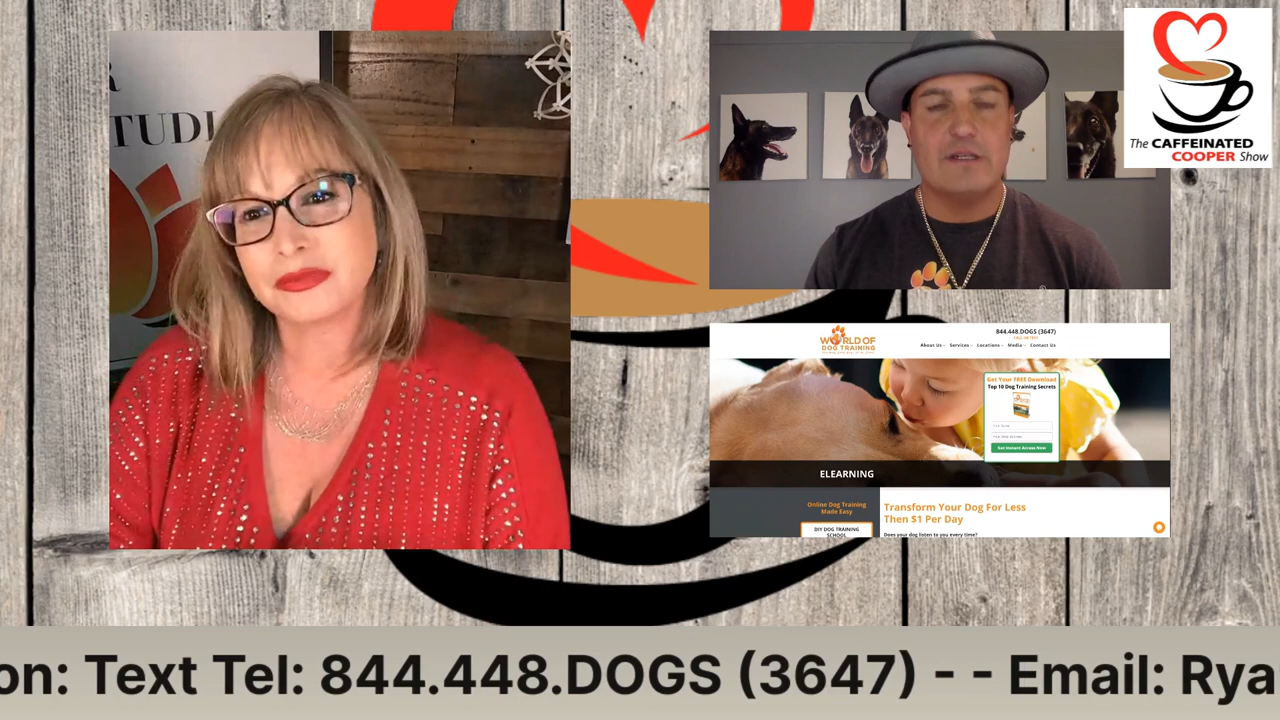 R
TUDI
The CAFFEINATED
COOPER Show
WORLD OF
DOG TRAINING
844.448.DOGS (3647)
CALL OR TEXT
About Us Services Locations Media Contact Us
Get Your FREE Download
Top 10 Dog Training Secrets
Get Instant Access Now
ELEARNING
Online Dog Training
Made Easy
DIY DOG TRAINING
SCHOOL
Transform Your Dog For Less
Then $1 Per Day
Does your dog listen to you every time?
on: Text Tel: 844.448.DOGS (3647) - - Email: Rya